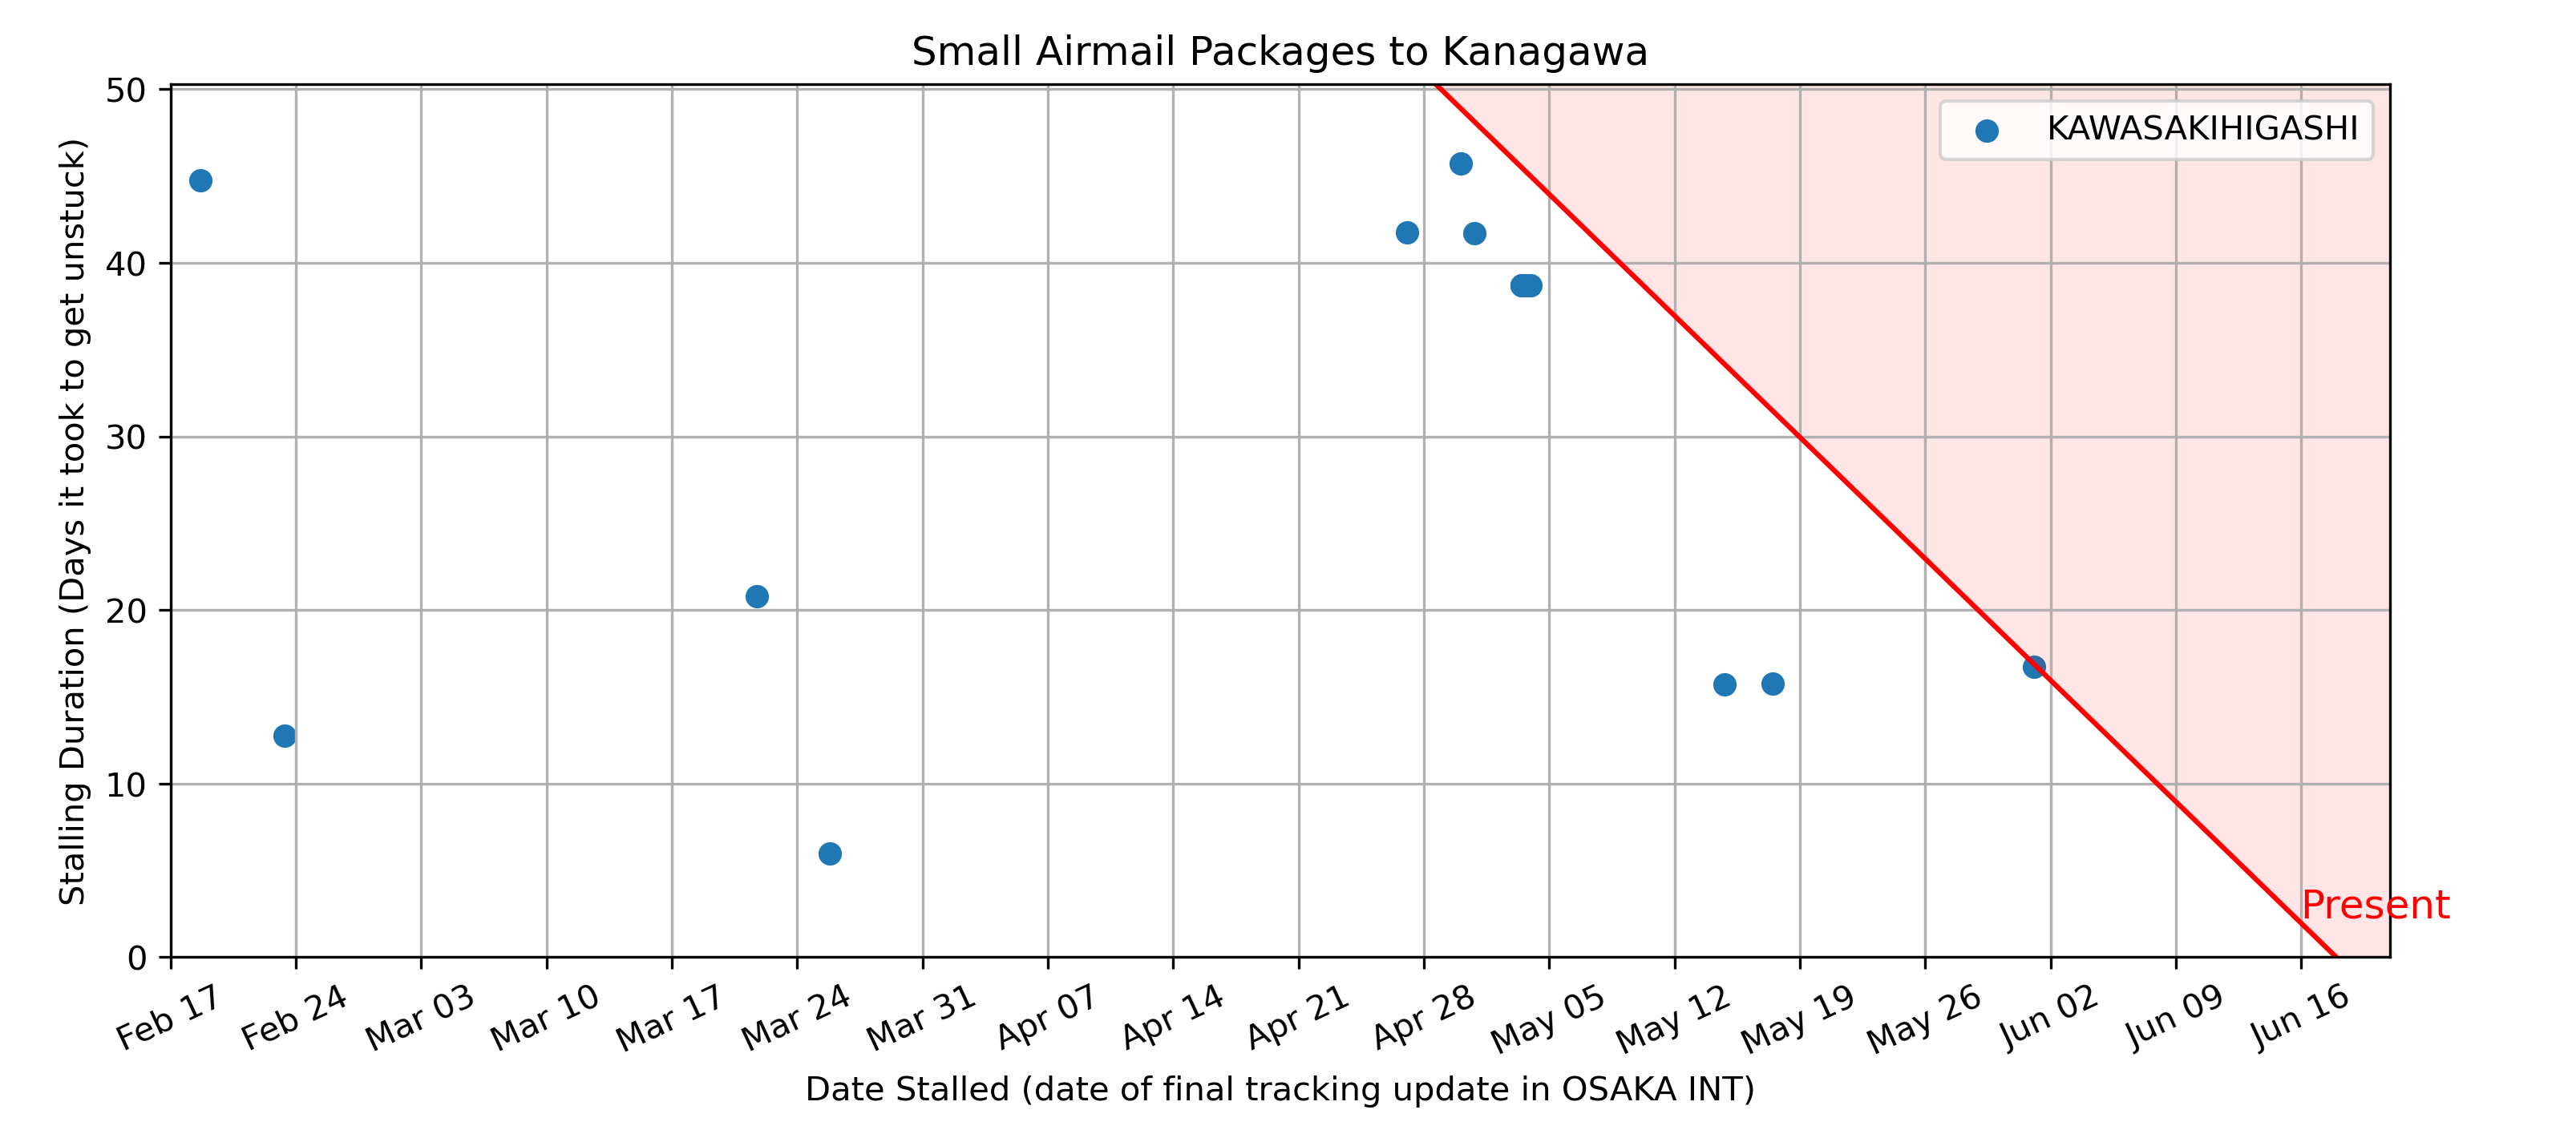 Small Airmail Packages to Kanagawa
KAWASAKIHIGASHI
Stalling Duration (Days it took to get unstuck)
50
40
30
20
10
0
Present
Feb 17
Feb 24
Mar 03
Mar 10
Mar 17
Mar 24
Mar 31
Apr 07
Apr 14
Apr 21
Apr 28
May 05
May 12
May 19
May 26
Jun 02
Jun 09
Jun 16
Date Stalled (date of final tracking update in OSAKA INT)